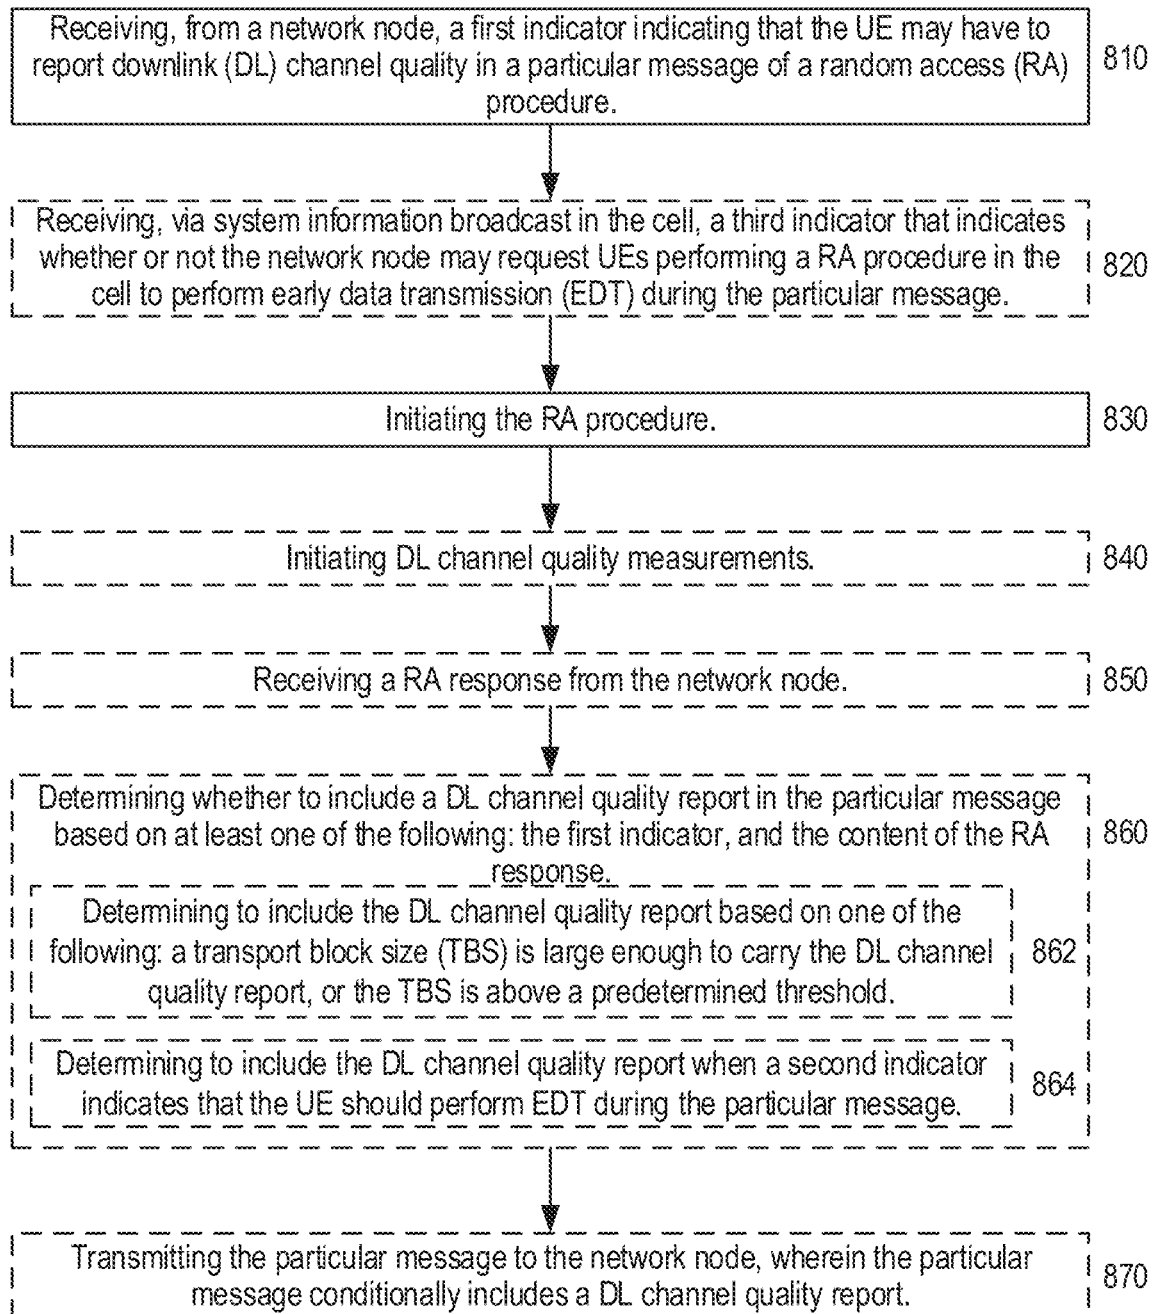 Receiving, from a network node, a first indicator indicating that the UE may have to
report downlink (DL) channel quality in a particular message of a random access (RA)
procedure.
810
Receiving, via system information broadcast in the cell, a third indicator that indicates
whether or not the network node may request UEs performing a RA procedure in the
cell to perform early data transmission (EDT) during the particular message.
820
Initiating the RA procedure.
830
Initiating DL channel quality measurements.
840
Receiving a RA response from the network node.
850
Determining whether to include a DL channel quality report in the particular message
based on at least one of the following: the first indicator, and the content of the RA
response.
860
Determining to include the DL channel quality report based on one of the
following: a transport block size (TBS) is large enough to carry the DL channel
quality report, or the TBS is above a predetermined threshold.
862
Determining to include the DL channel quality report when a second indicator
indicates that the UE should perform EDT during the particular message.
864
Transmitting the particular message to the network node, wherein the particular
message conditionally includes a DL channel quality report.
870